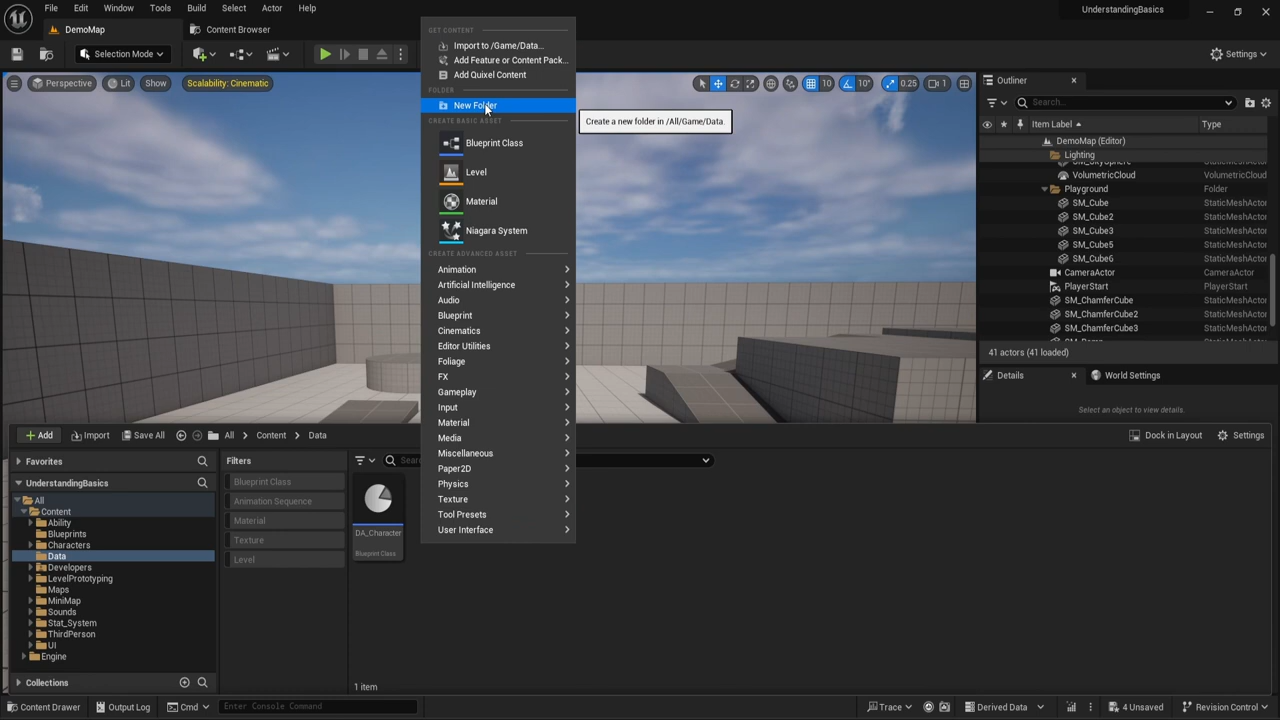 File Edit Window Tools Build Select Actor Help
UnderstandingBasics
DemoMap
Content Browser
Selection Mode
Settings
Perspective Lit Show Scalability: Cinematic
10 10° 0.25 1
GET CONTENT
Import to /Game/Data...
Add Feature or Content Pack...
Add Quixel Content
FOLDER
New Folder
Create a new folder in /All/Game/Data.
CREATE BASIC ASSET
Blueprint Class
Level
Material
Niagara System
CREATE ADVANCED ASSET
Animation
Artificial Intelligence
Audio
Blueprint
Cinematics
Editor Utilities
Foliage
FX
Gameplay
Input
Material
Media
Miscellaneous
Paper2D
Physics
Texture
Tool Presets
User Interface
Outliner
Search...
Item Label Type
DemoMap (Editor)
Lighting
SM_SkySphere StaticMeshActor
VolumetricCloud VolumetricCloud
Playground Folder
SM_Cube StaticMeshActor
SM_Cube2 StaticMeshActor
SM_Cube3 StaticMeshActor
SM_Cube5 StaticMeshActor
SM_Cube6 StaticMeshActor
CameraActor CameraActor
PlayerStart PlayerStart
SM_ChamferCube StaticMeshActor
SM_ChamferCube2 StaticMeshActor
SM_ChamferCube3 StaticMeshActor
41 actors (41 loaded)
Details
World Settings
Select an object to view details.
Add Import Save All All Content Data
Dock in Layout Settings
Favorites
UnderstandingBasics
All
Content
Ability
Blueprints
Characters
Data
Developers
LevelPrototyping
Maps
MiniMap
Sounds
Stat_System
ThirdPerson
UI
Engine
Collections
Filters
Blueprint Class
Animation Sequence
Material
Texture
Level
DA_Character
Blueprint Class
1 item
Content Drawer Output Log Cmd Enter Console Command
Trace Derived Data 4 Unsaved Revision Control